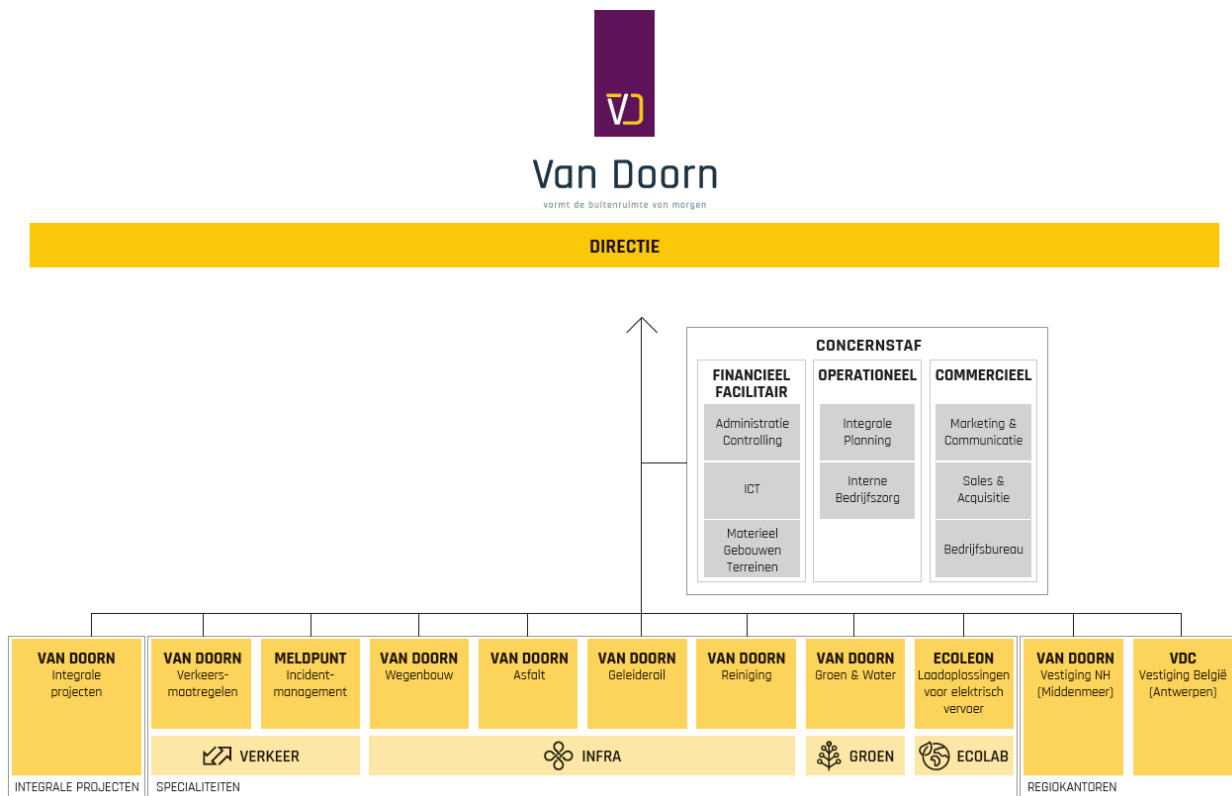 VD
Van Doorn
vormt de buitenruimte van morgen
DIRECTIE
CONCERNSTAF
FINANCIEEL
FACILITAIR
Administratie
Controlling
ICT
Materieel
Gebouwen
Terreinen
OPERATIONEEL
Integrale
Planning
Interne
Bedrijfszorg
COMMERCIEEL
Marketing &
Communicatie
Sales &
Acquisitie
Bedrijfsbureau
VAN DOORN
Integrale
projecten
INTEGRALE PROJECTEN
VAN DOORN
Verkeers-
maatregelen
MELDPUNT
Incident-
management
VAN DOORN
Wegenbouw
VAN DOORN
Asfalt
VAN DOORN
Geleiderail
VAN DOORN
Reiniging
VAN DOORN
Groen & Water
ECOLEON
Laadoplossingen
voor elektrisch
vervoer
VERKEER
INFRA
GROEN
ECOLAB
SPECIALITEITEN
VAN DOORN
Vestiging NH
(Middenmeer)
VDC
Vestiging België
(Antwerpen)
REGIOKANTOREN